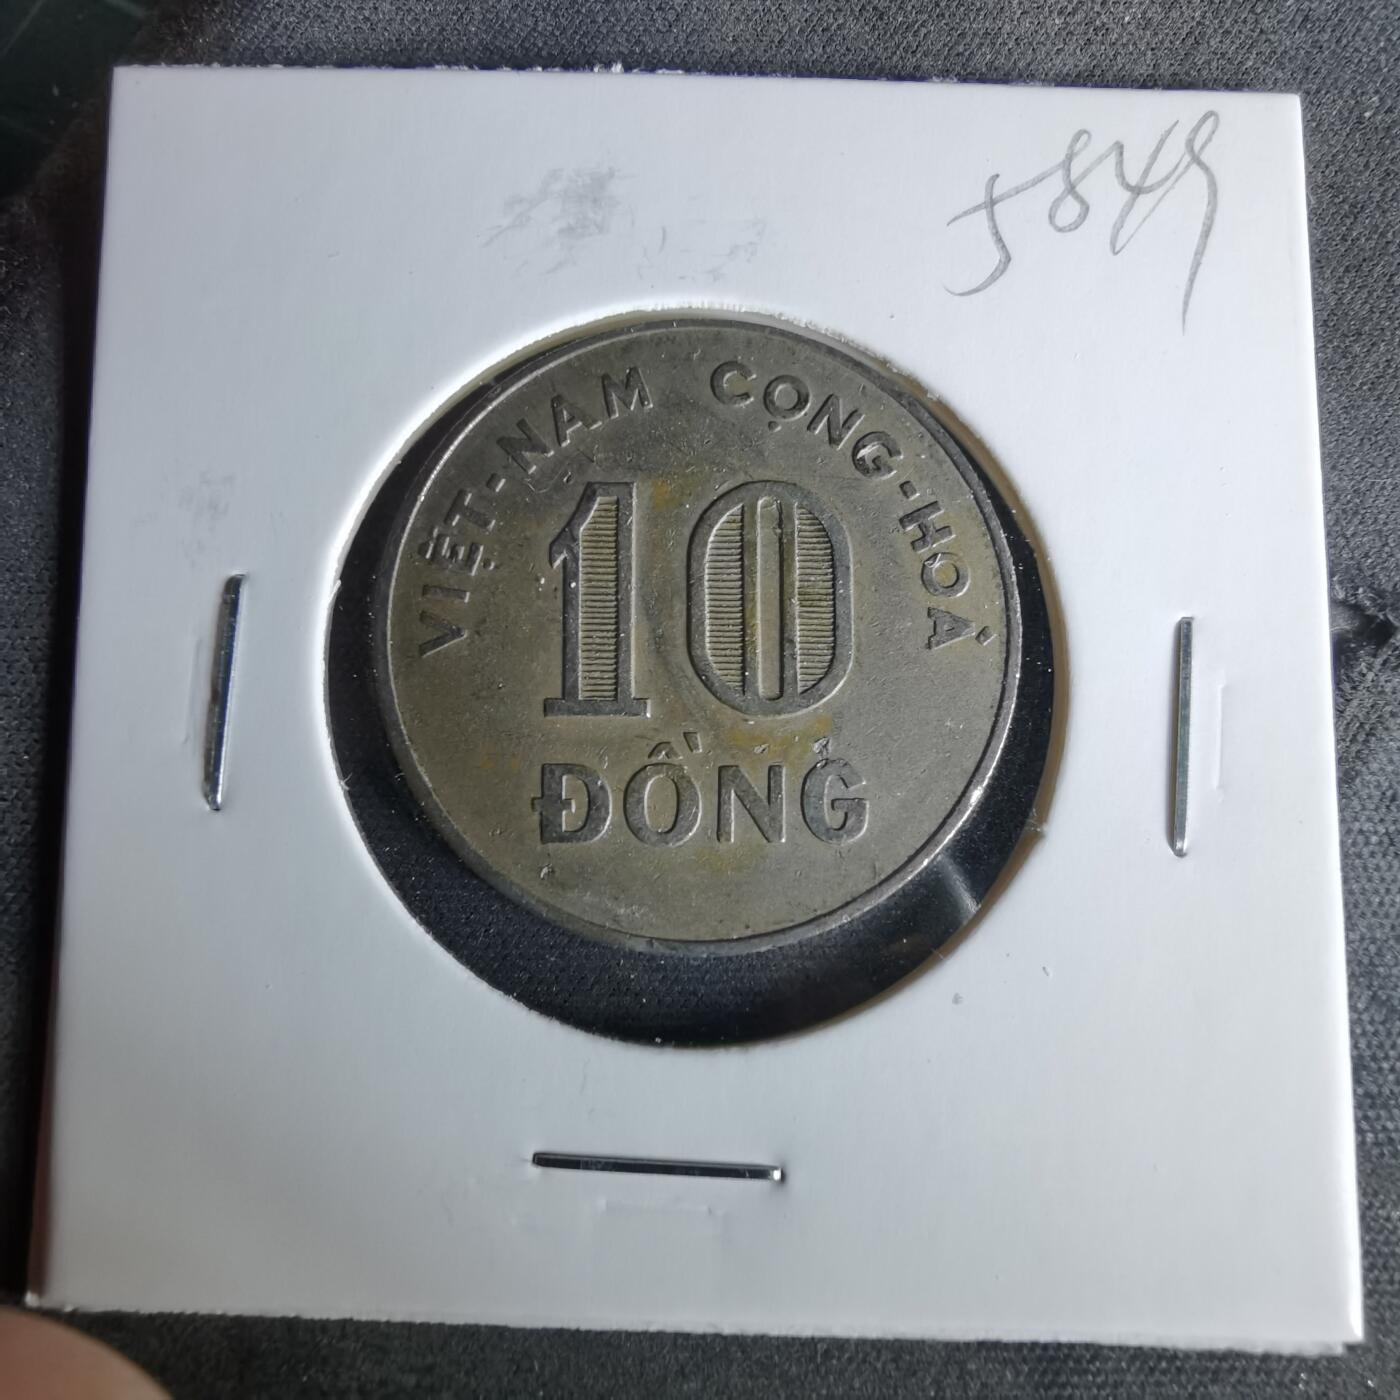 5849
VIỆT-NAM CỘNG-HOÀ
10
ĐỒNG